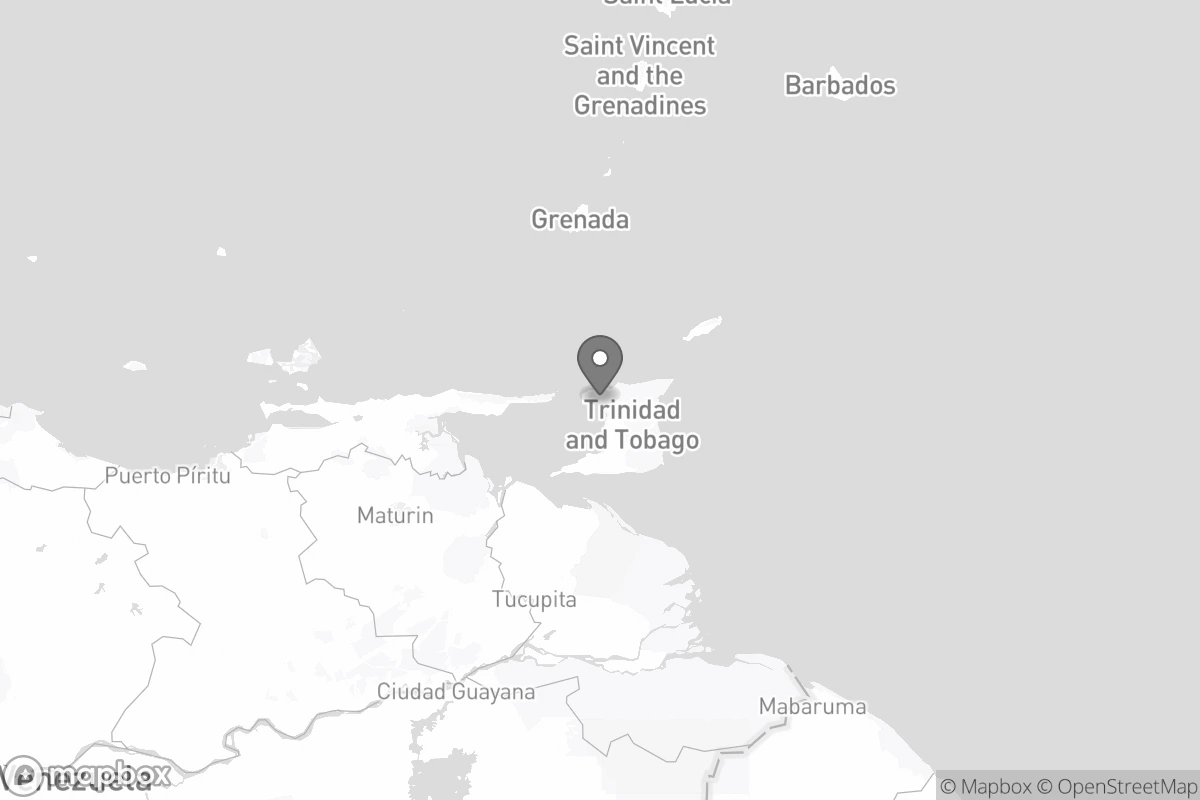 Saint Lucia
Saint Vincent
and the
Grenadines
Barbados
Grenada
Trinidad
and Tobago
Puerto Píritu
Maturin
Tucupita
Ciudad Guayana
Mabaruma
Venezuela
mapbox
© Mapbox © OpenStreetMap